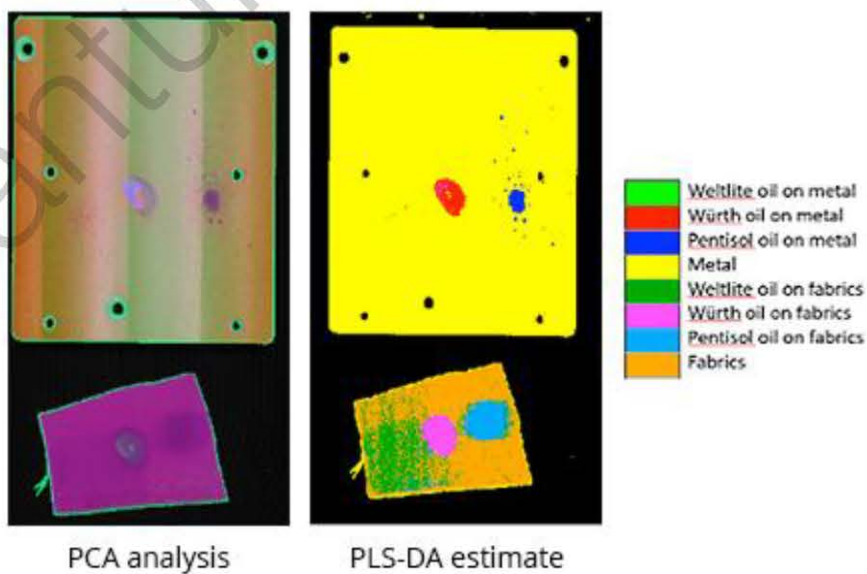 Weltlite oil on metal
Würth oil on metal
Pentisol oil on metal
Metal
Weltlite oil on fabrics
Würth oil on fabrics
Pentisol oil on fabrics
Fabrics
PCA analysis
PLS-DA estimate